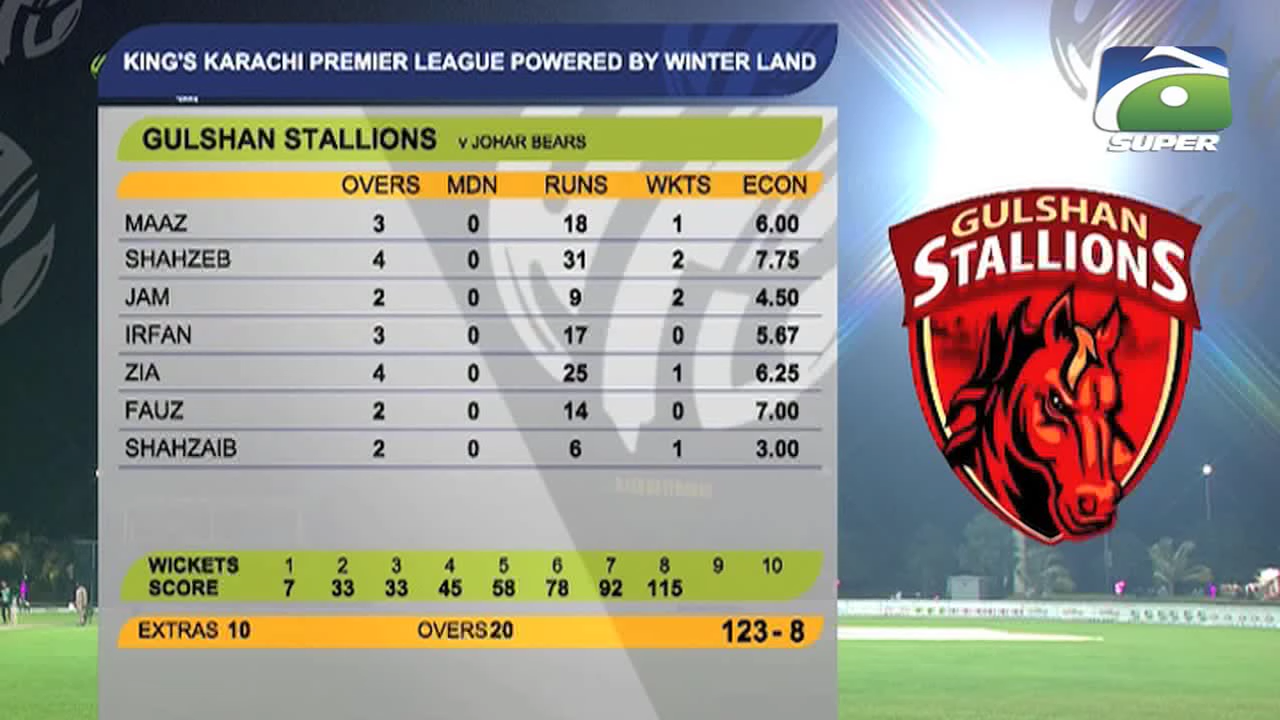 KING'S KARACHI PREMIER LEAGUE POWERED BY WINTER LAND
SUPER
GULSHAN STALLIONS v JOHAR BEARS
OVERS MDN RUNS WKTS ECON
MAAZ 3 0 18 1 6.00
SHAHZEB 4 0 31 2 7.75
JAM 2 0 9 2 4.50
IRFAN 3 0 17 0 5.67
ZIA 4 0 25 1 6.25
FAUZ 2 0 14 0 7.00
SHAHZAIB 2 0 6 1 3.00
WICKETS 1 2 3 4 5 6 7 8 9 10
SCORE 7 33 33 45 58 78 92 115
EXTRAS 10 OVERS 20 123-8
GULSHAN
STALLIONS